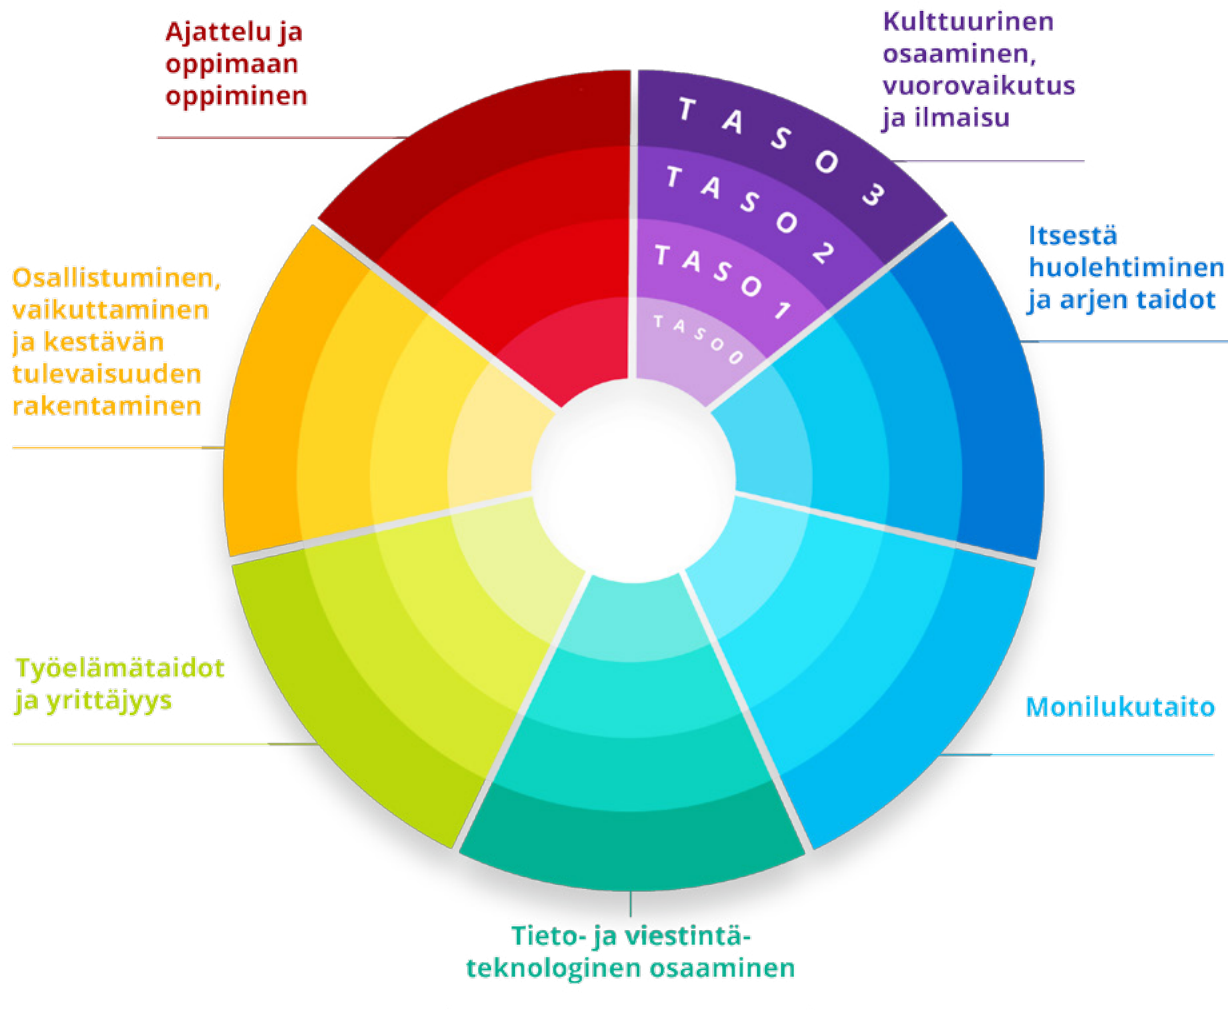 Ajattelu ja
oppimaan
oppiminen
Kulttuurinen
osaaminen,
vuorovaikutus
ja ilmaisu
TASO 3
TASO 2
TASO 1
TASO 0
Itsestä
huolehtiminen
ja arjen taidot
Osallistuminen,
vaikuttaminen
ja kestävän
tulevaisuuden
rakentaminen
Työelämätaidot
ja yrittäjyys
Monilukutaito
Tieto- ja viestintä-
teknologinen osaaminen